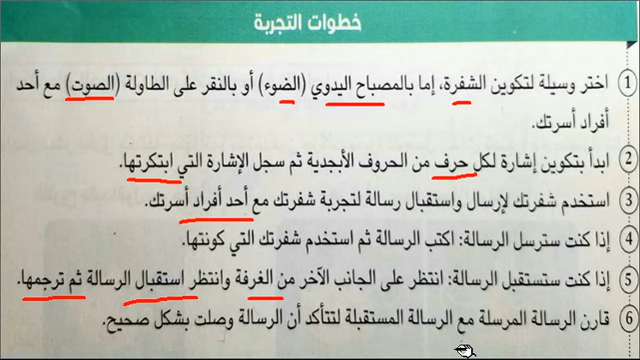 خطوات التجربة
1 اختر وسيلة لتكوين الشفرة، إما بالمصباح اليدوي (الضوء) أو بالنقر على الطاولة (الصوت) مع أحد
أفراد أسرتك.
2 ابدأ بتكوين إشارة لكل حرف من الحروف الأبجدية ثم سجل الإشارة التي ابتكرتها.
3 استخدم شفرتك لإرسال واستقبال رسالة لتجربة شفرتك مع أحد أفراد أسرتك.
4 إذا كنت سترسل الرسالة: اكتب الرسالة ثم استخدم شفرتك التي كونتها.
5 إذا كنت ستستقبل الرسالة: انتظر على الجانب الآخر من الغرفة وانتظر استقبال الرسالة ثم ترجمها.
6 قارن الرسالة المرسلة مع الرسالة المستقبلة لتتأكد أن الرسالة وصلت بشكل صحيح.